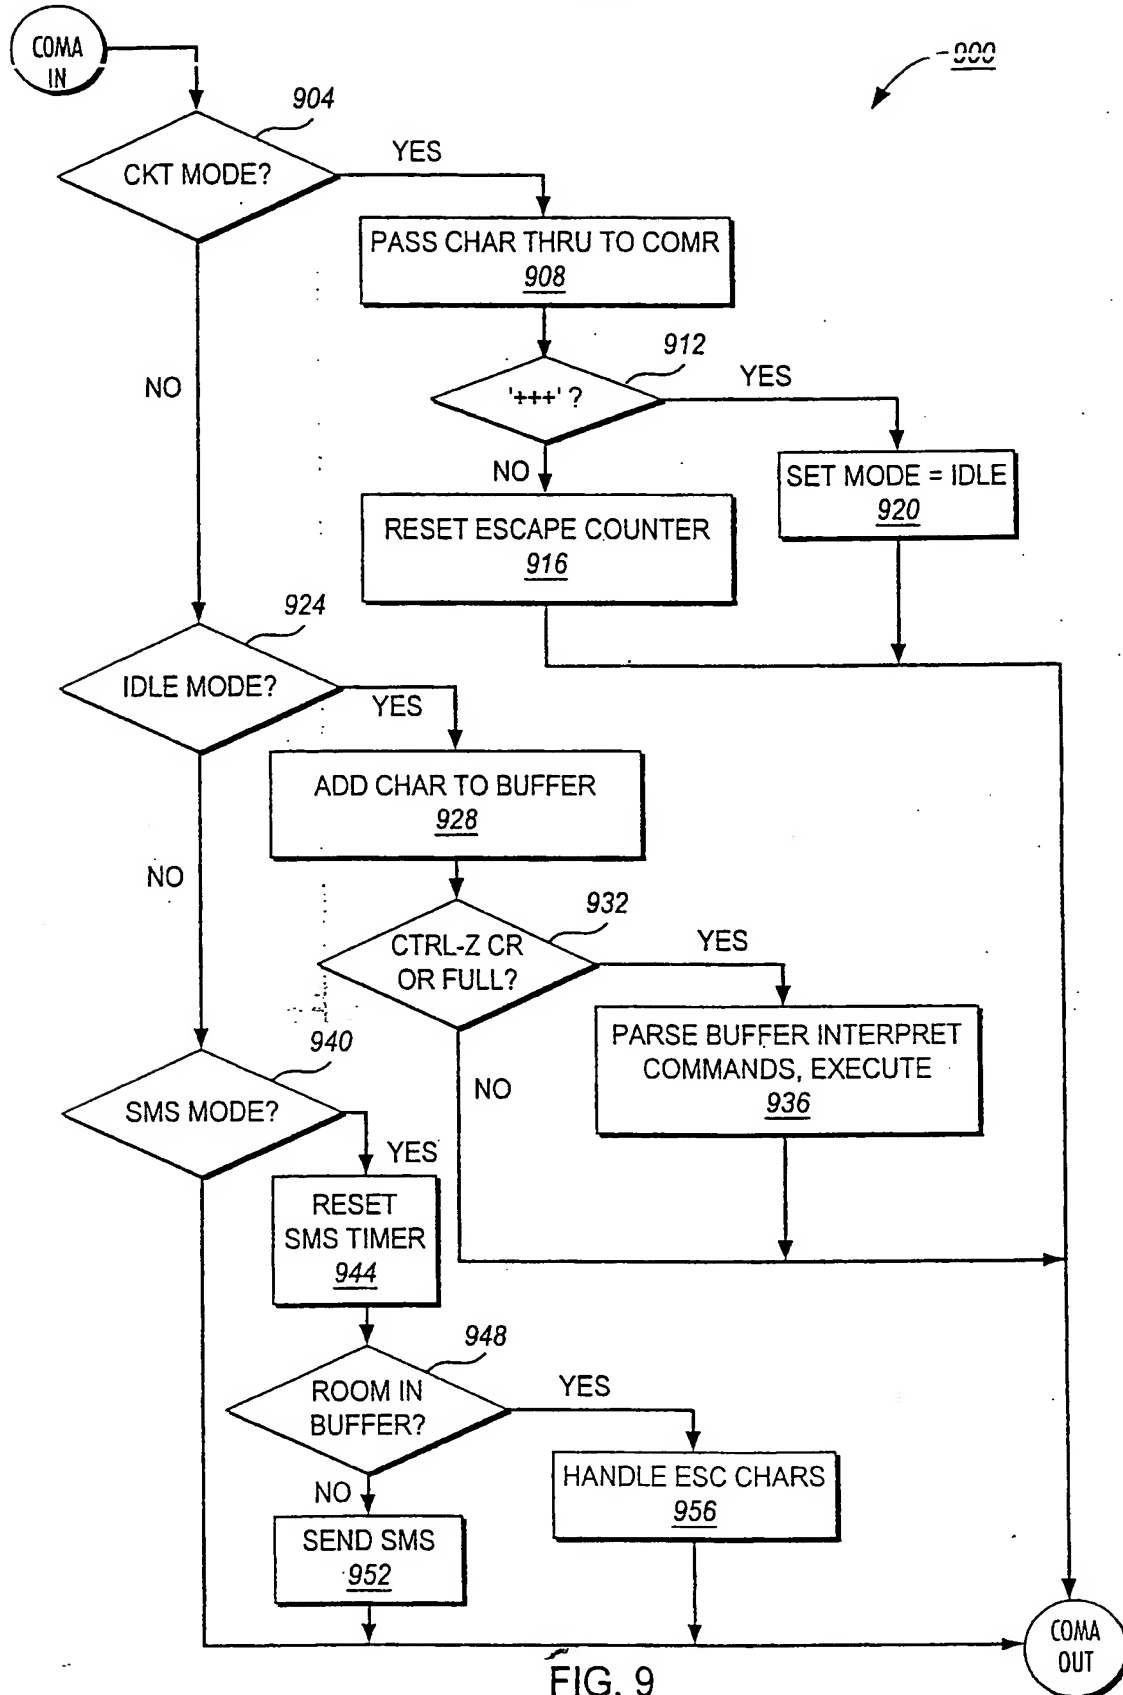 COMA
IN
900
904
CKT MODE?
YES
PASS CHAR THRU TO COMR
908
912
'+++' ?
YES
NO
NO
SET MODE = IDLE
920
RESET ESCAPE COUNTER
916
924
IDLE MODE?
YES
ADD CHAR TO BUFFER
928
NO
932
CTRL-Z CR
OR FULL?
YES
PARSE BUFFER INTERPRET
COMMANDS, EXECUTE
936
NO
940
SMS MODE?
YES
RESET
SMS TIMER
944
948
ROOM IN
BUFFER?
YES
HANDLE ESC CHARS
956
NO
SEND SMS
952
COMA
OUT
FIG. 9